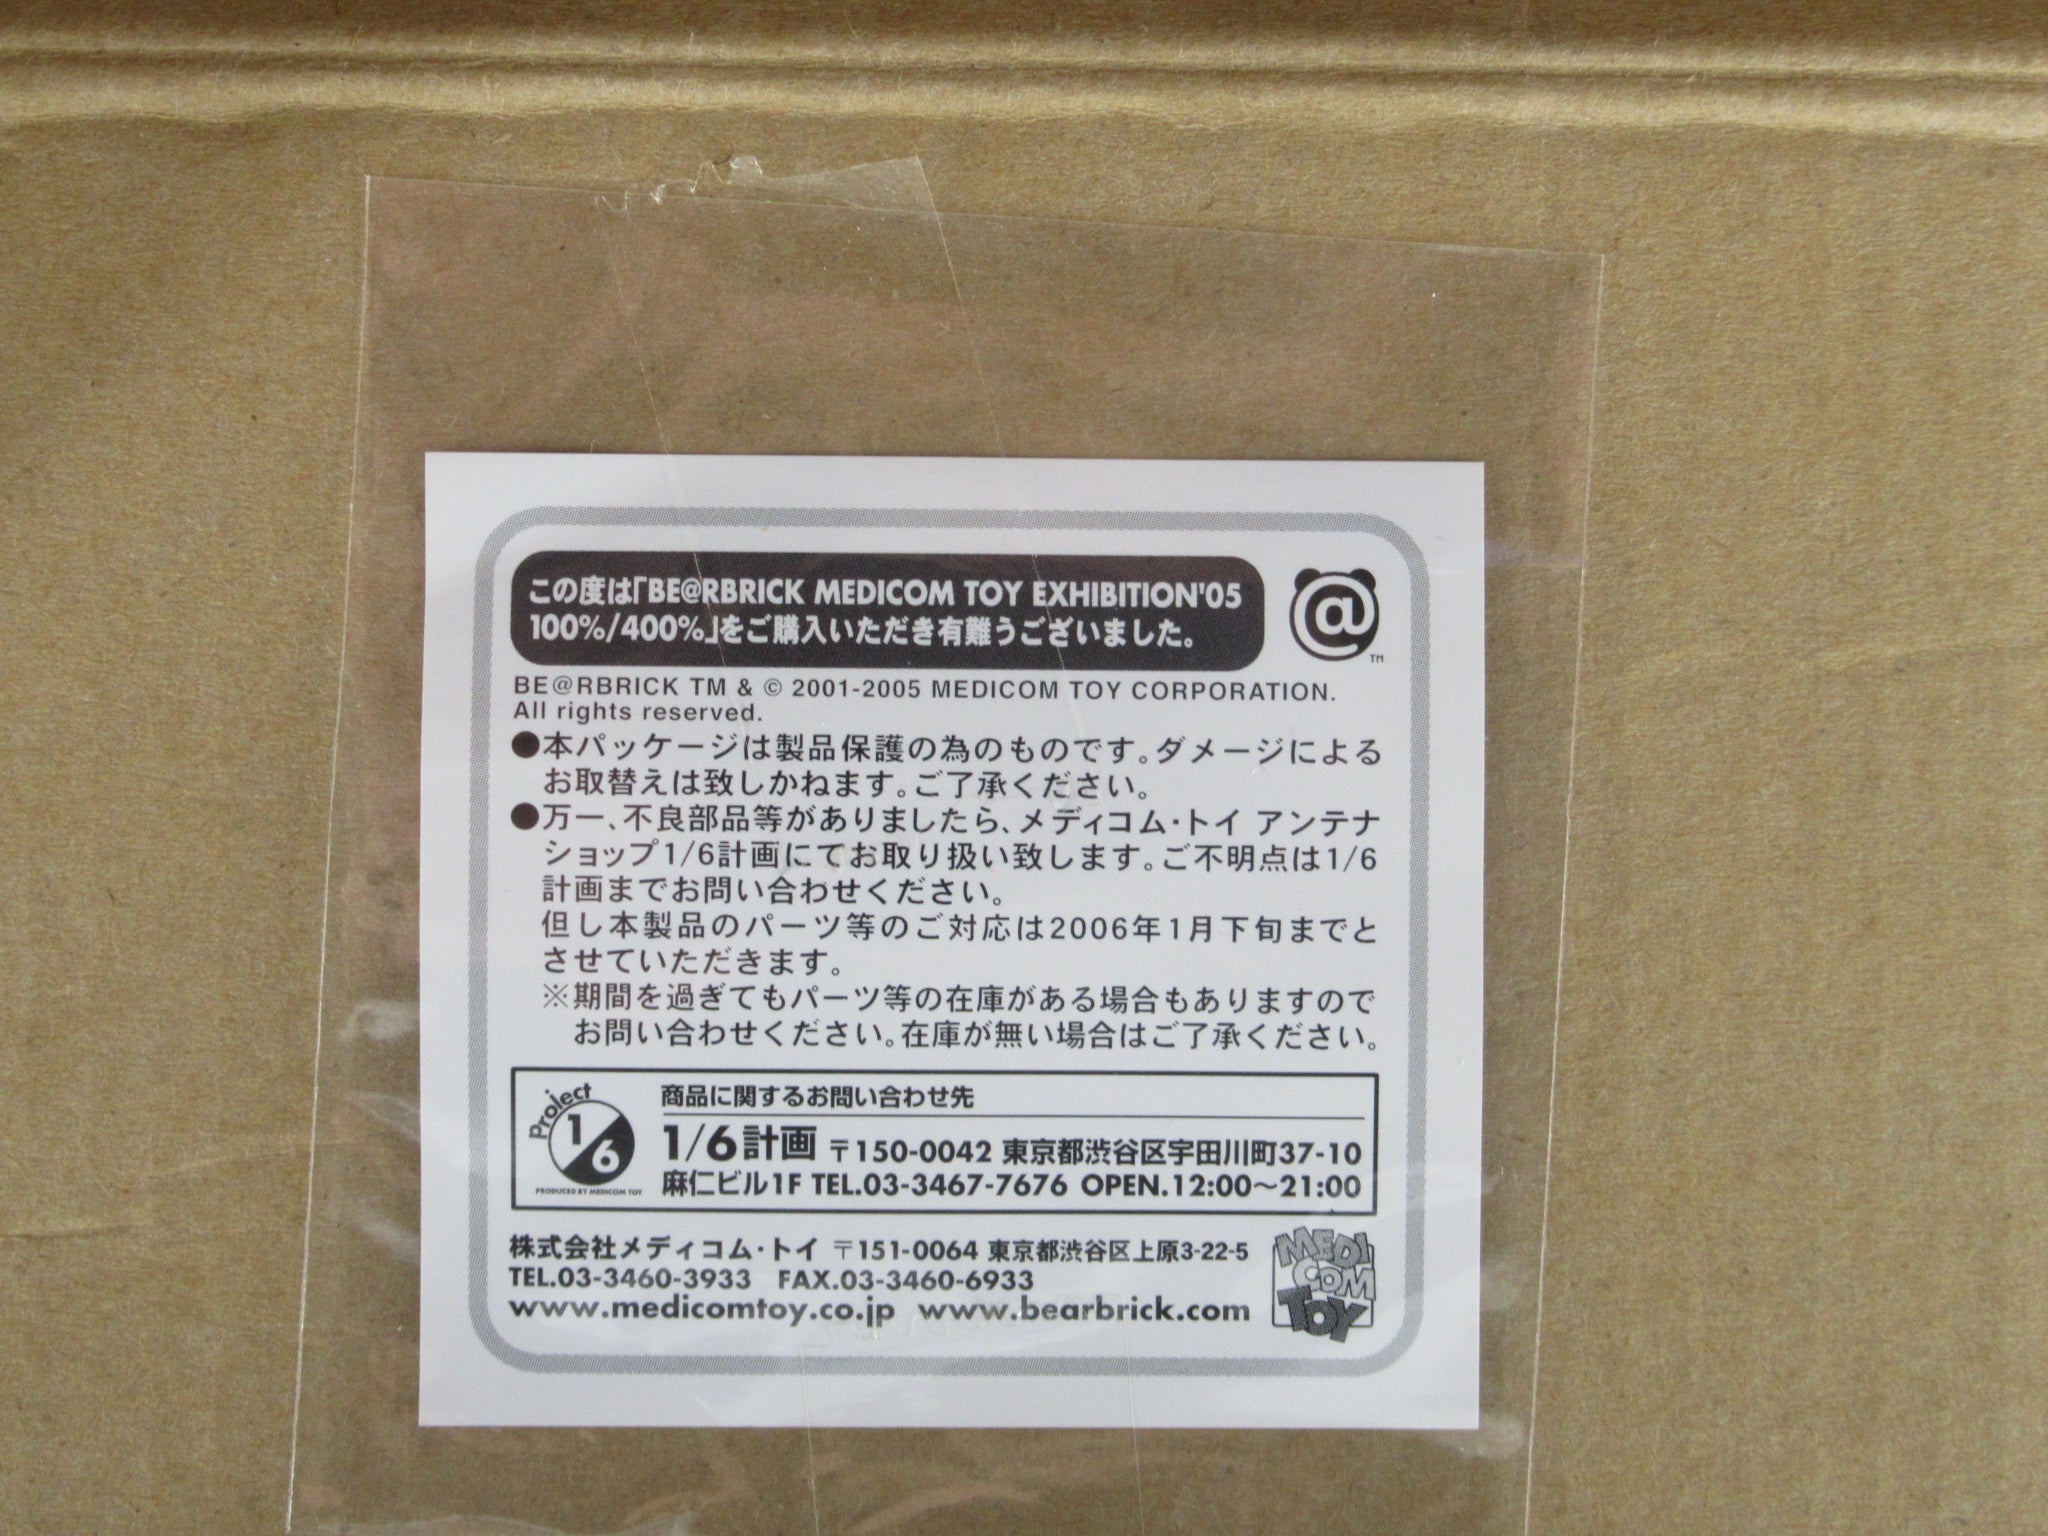 この度は「BE@RBRICK MEDICOM TOY EXHIBITION'05
100%/400%」をご購入いただき有難うございました。
@
TM
BE@RBRICK TM & © 2001-2005 MEDICOM TOY CORPORATION.
All rights reserved.
●本パッケージは製品保護の為のものです。ダメージによる
お取替えは致しかねます。ご了承ください。
●万一、不良部品等がありましたら、メディコム・トイ アンテナ
ショップ1/6計画にてお取り扱い致します。ご不明点は1/6
計画までお問い合わせください。
但し本製品のパーツ等のご対応は2006年1月下旬までと
させていただきます。
※期間を過ぎてもパーツ等の在庫がある場合もありますので
お問い合わせください。在庫が無い場合はご了承ください。
Project
1/6
PRODUCED BY MEDICOM TOY
商品に関するお問い合わせ先
1/6計画 〒150-0042 東京都渋谷区宇田川町37-10
麻仁ビル1F TEL.03-3467-7676 OPEN.12:00〜21:00
株式会社メディコム・トイ 〒151-0064 東京都渋谷区上原3-22-5
TEL.03-3460-3933 FAX.03-3460-6933
www.medicomtoy.co.jp www.bearbrick.com
MEDI
COM
TOY